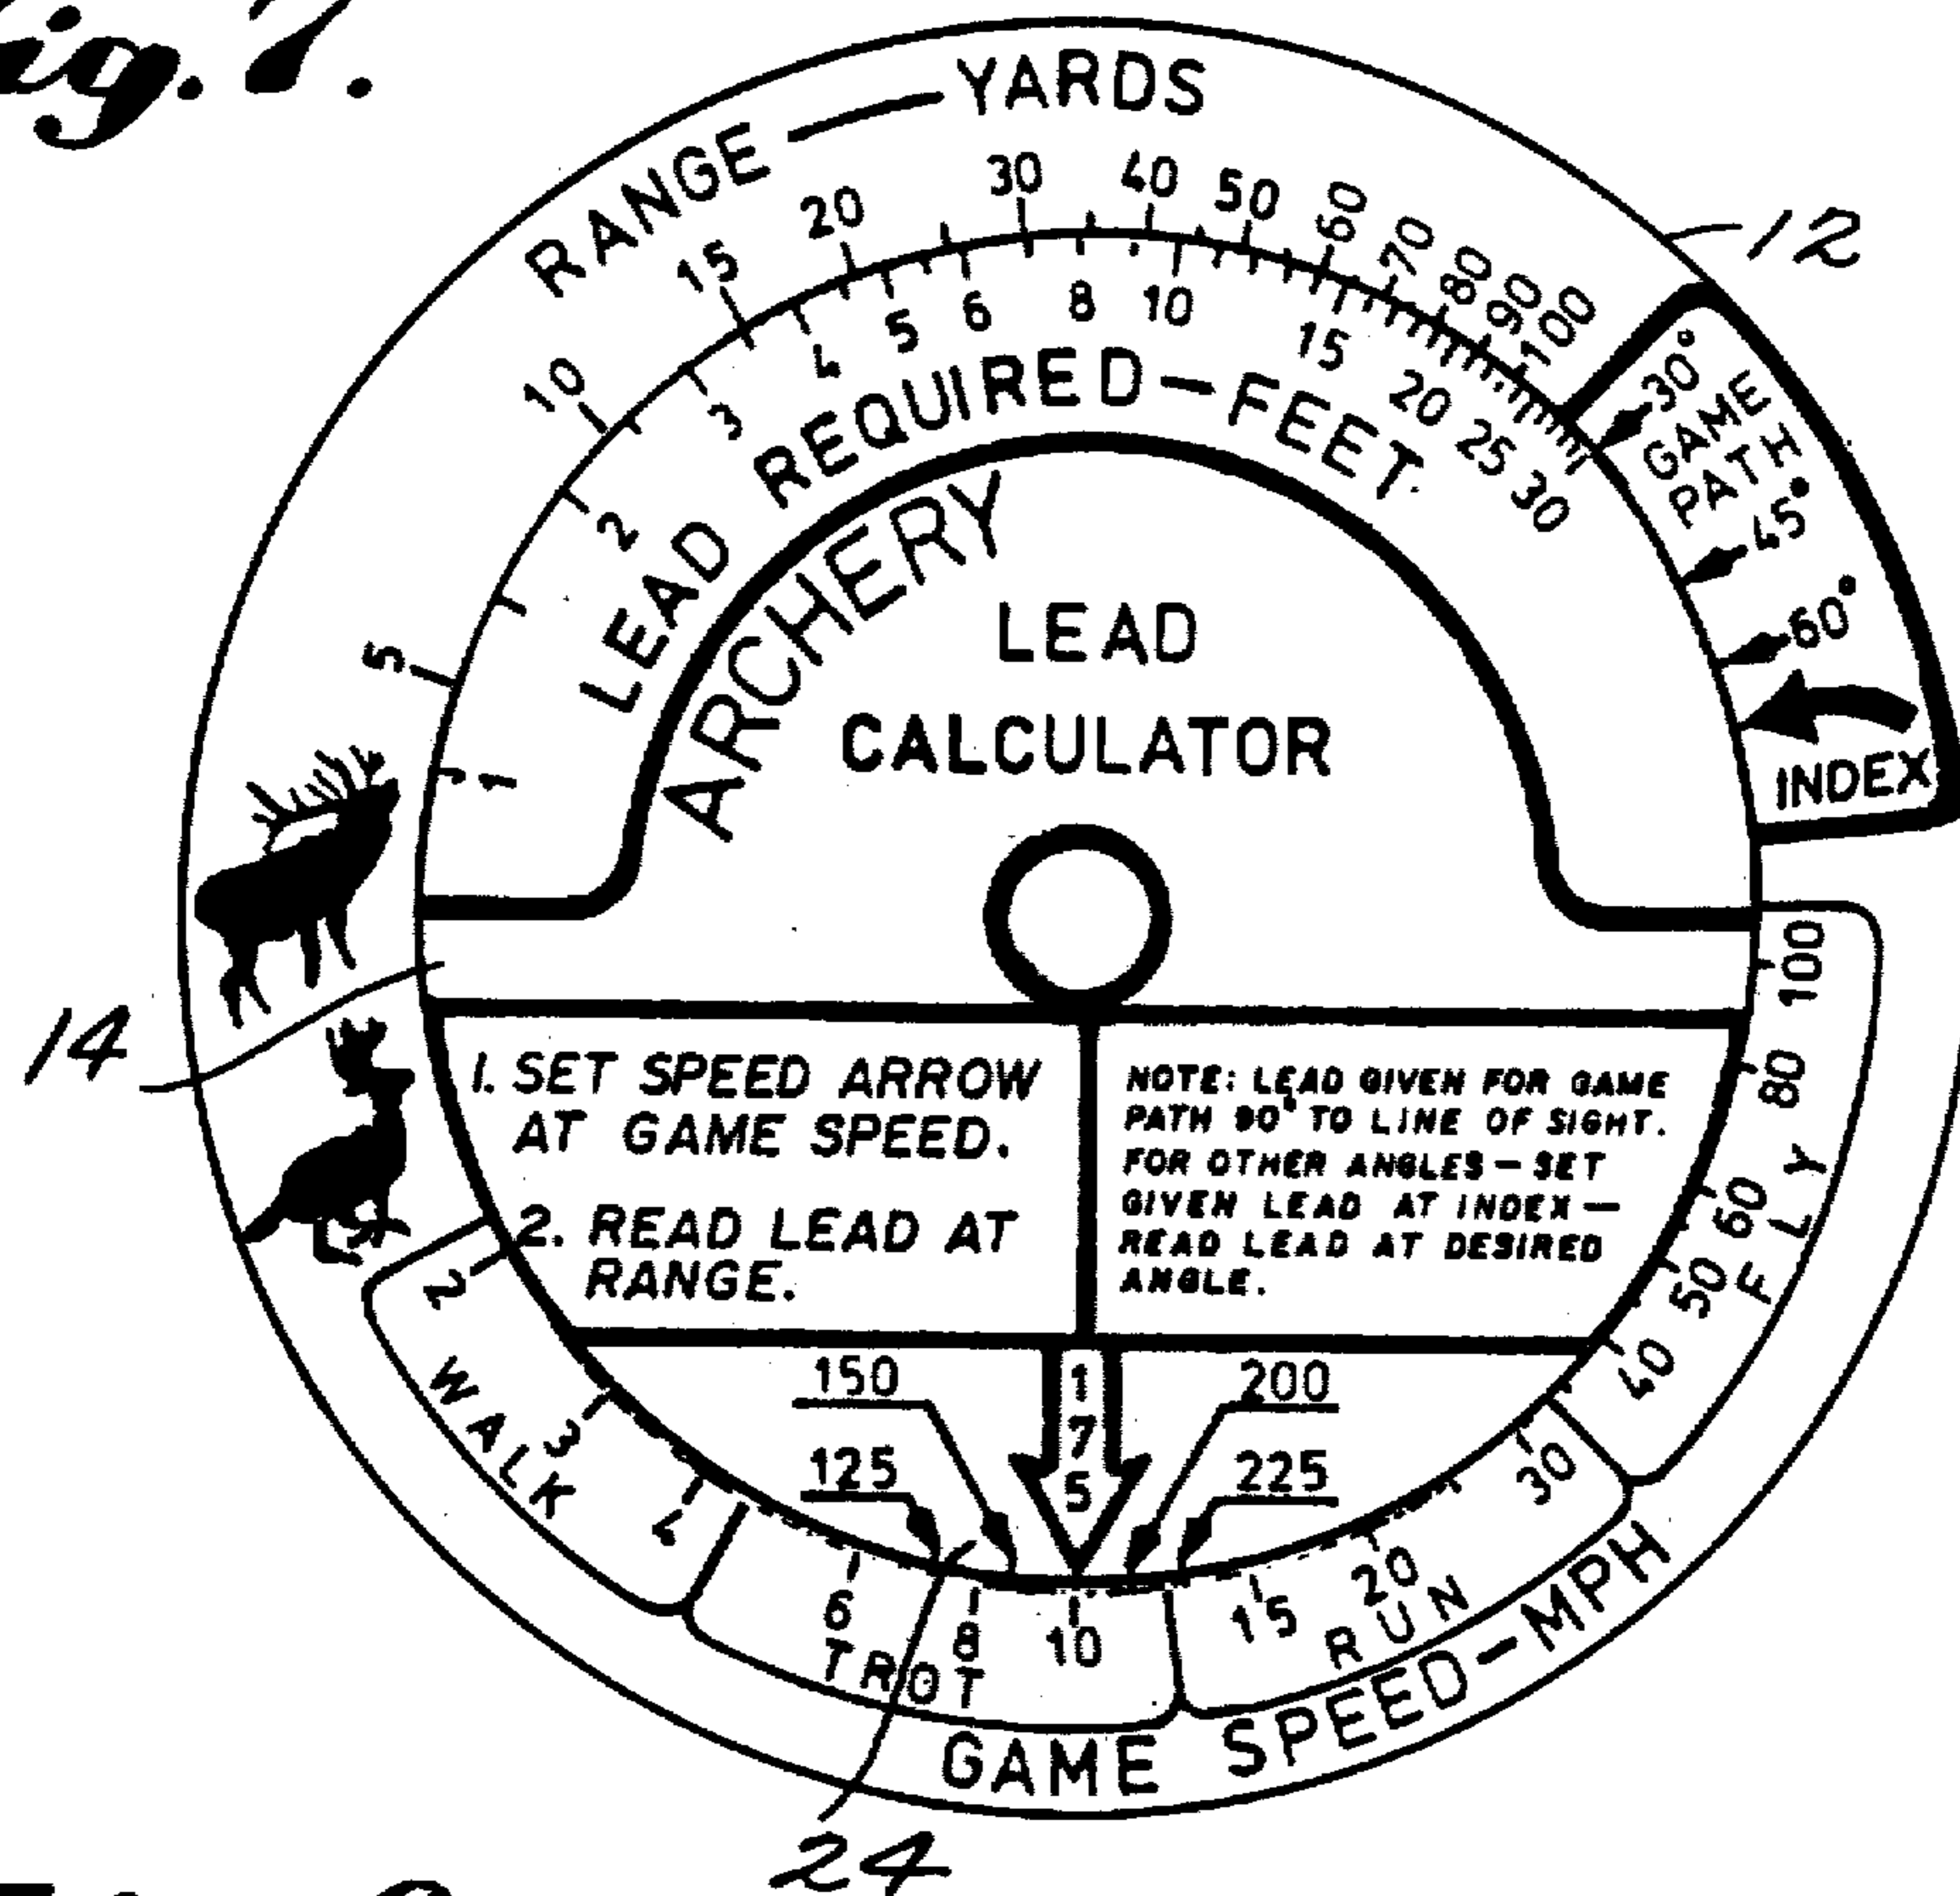 ig. 7.
RANGE — YARDS
5 10 15 20 30 40 50 60 70 80 90 100
1 2 3 4 5 6 8 10 15 20 25 30
LEAD REQUIRED — FEET
ARCHERY
LEAD
CALCULATOR
12
30°
GAME
PATH
45°
60°
INDEX
14
1. SET SPEED ARROW
AT GAME SPEED.
2. READ LEAD AT
RANGE.
NOTE: LEAD GIVEN FOR GAME
PATH 90° TO LINE OF SIGHT.
FOR OTHER ANGLES — SET
GIVEN LEAD AT INDEX —
READ LEAD AT DESIRED
ANGLE.
150
125
175
200
225
2 3 4
WALK
6 8 10
TROT
15 20 30
RUN
40 50 60 80 100
FLY
GAME SPEED — MPH
24